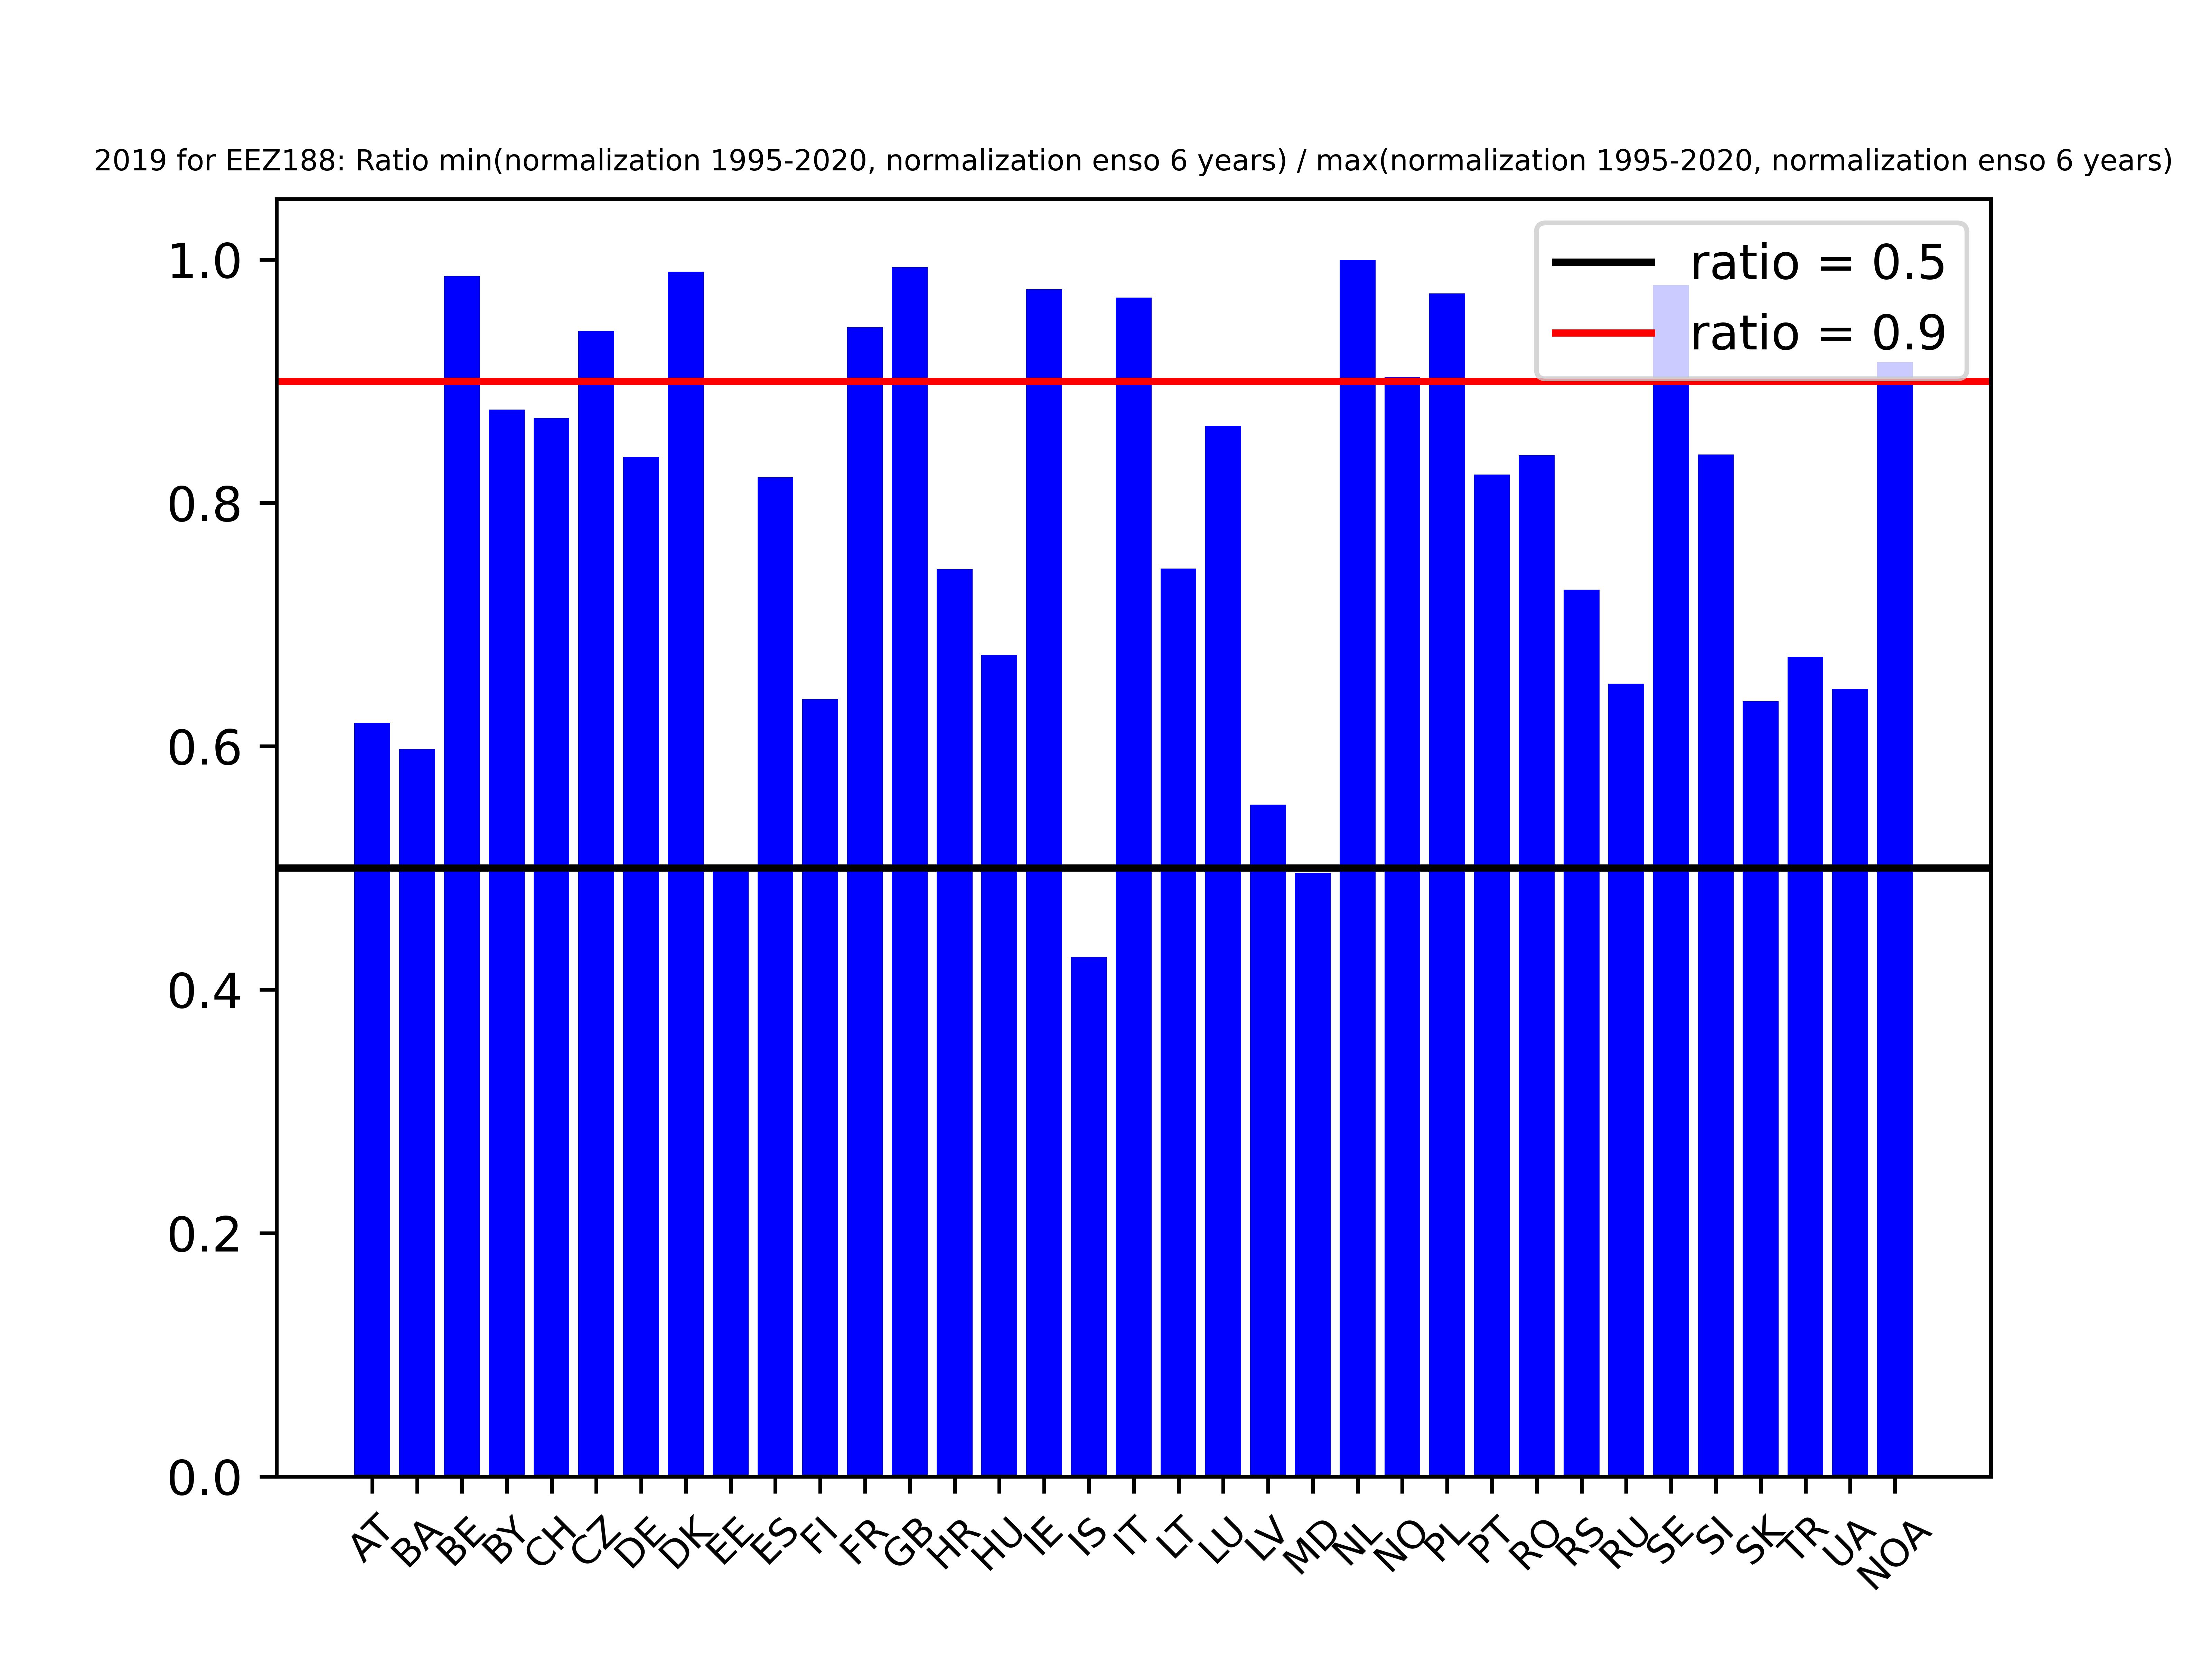 2019 for EEZ188: Ratio min(normalization 1995-2020, normalization enso 6 years) / max(normalization 1995-2020, normalization enso 6 years)
ratio = 0.5
ratio = 0.9
1.0
0.8
0.6
0.4
0.2
0.0
AT BA BE BY CH CZ DE DK EE ES FI FR GB HR HU IE IS IT LT LU LV MD NL NO PL PT RO RS RU SE SI SK TR UA NOA